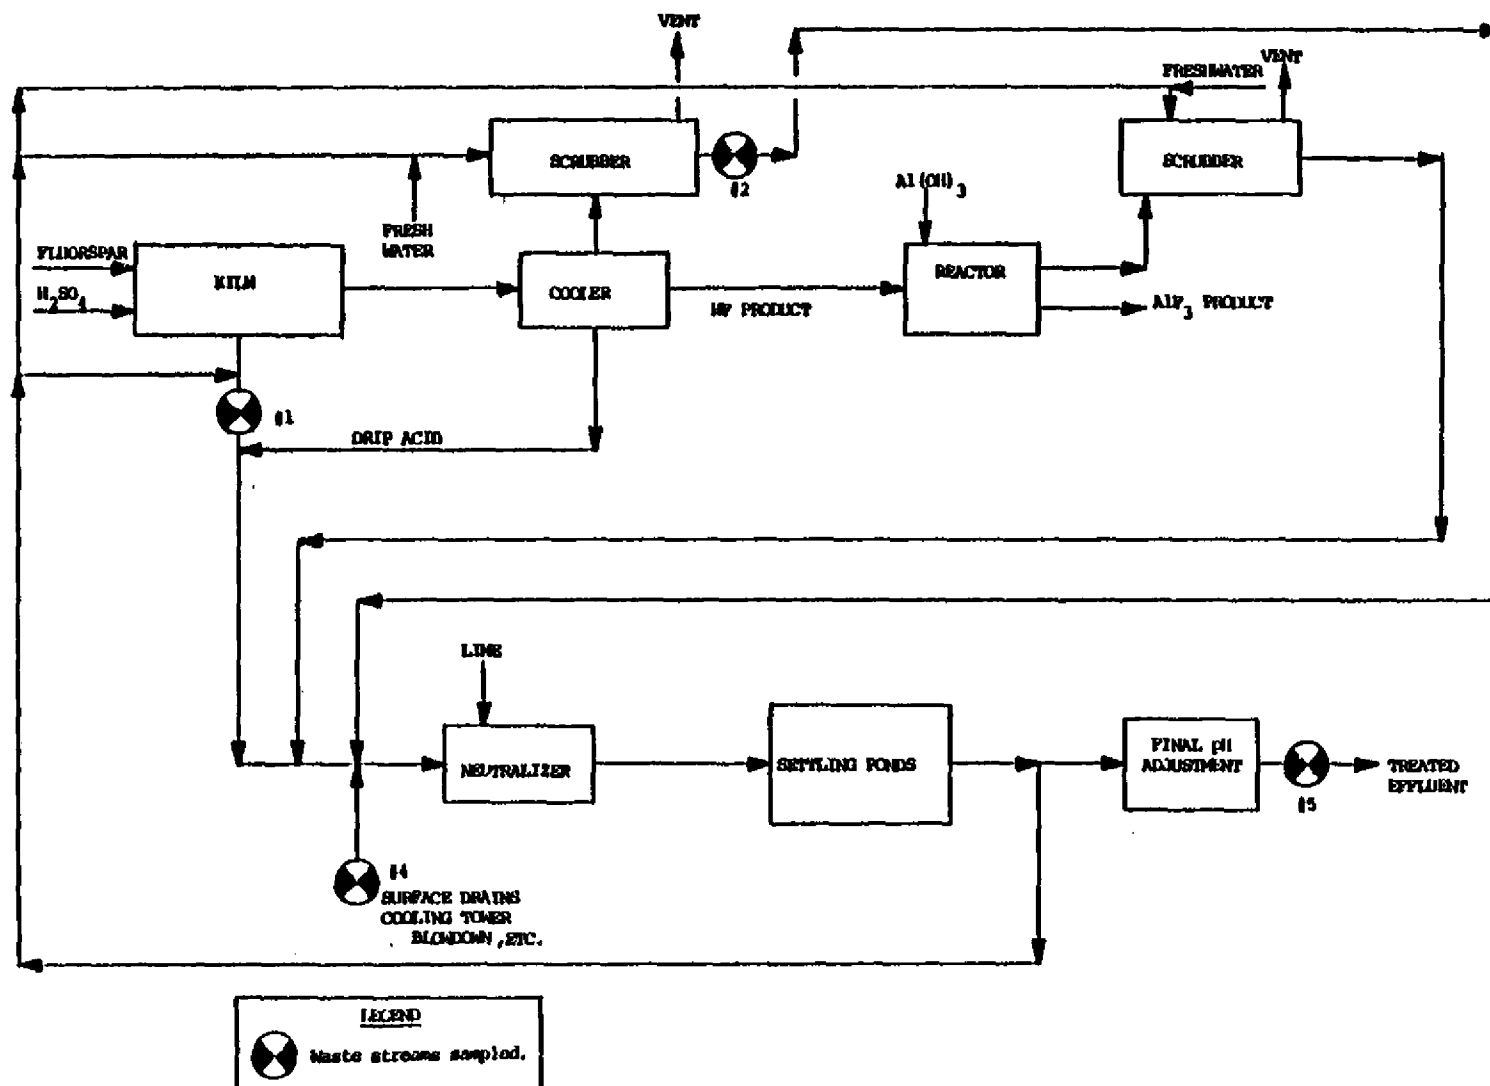 VENT
FRESHWATER
VENT
SCRUBBER
#2
SCRUDDER
Al(OH)3
FRESH
WATER
FLUORSPAR
H2SO4
KILN
COOLER
HF PRODUCT
REACTOR
AlF3 PRODUCT
#1
DRIP ACID
LIME
NEUTRALIZER
SETTLING PONDS
FINAL pH
ADJUSTMENT
#5
TREATED
EFFLUENT
#4
SURFACE DRAINS
COOLING TOWER
BLOWDOWN ,ETC.
LEGEND
Waste streams sampled.